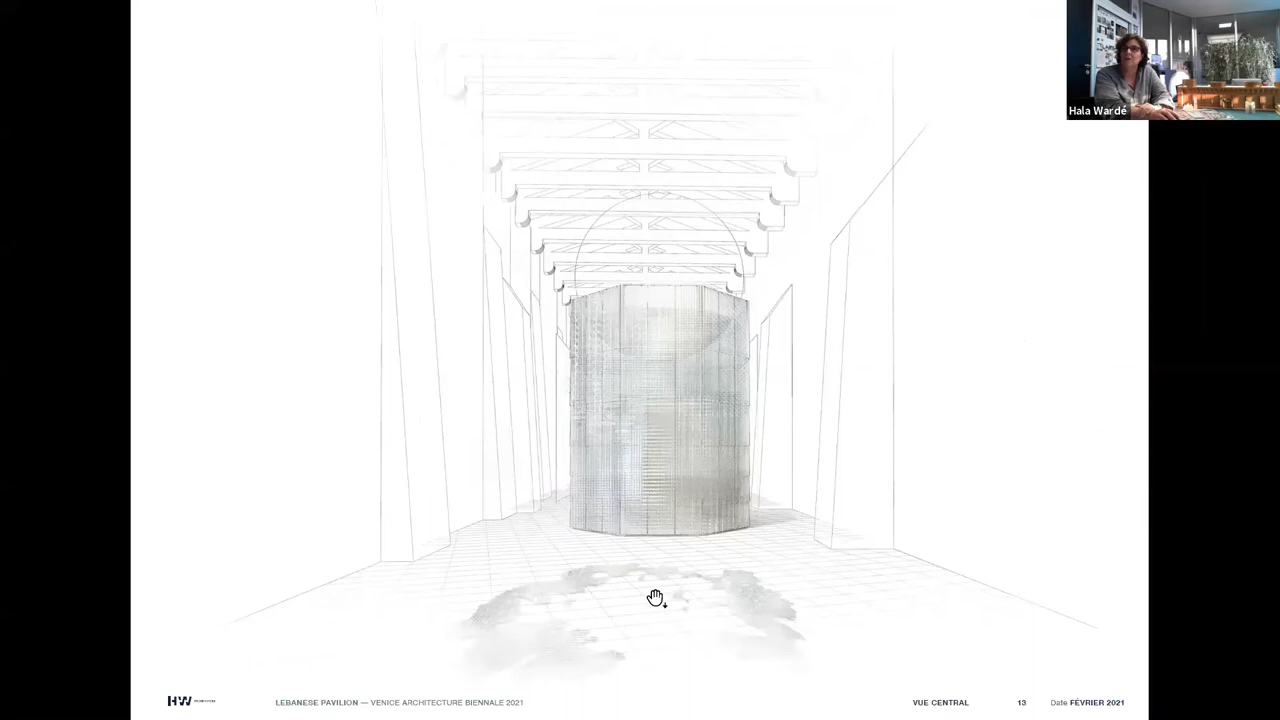 Hala Wardé
HW
LEBANESE PAVILION — VENICE ARCHITECTURE BIENNALE 2021
VUE CENTRAL
13
Date FÉVRIER 2021